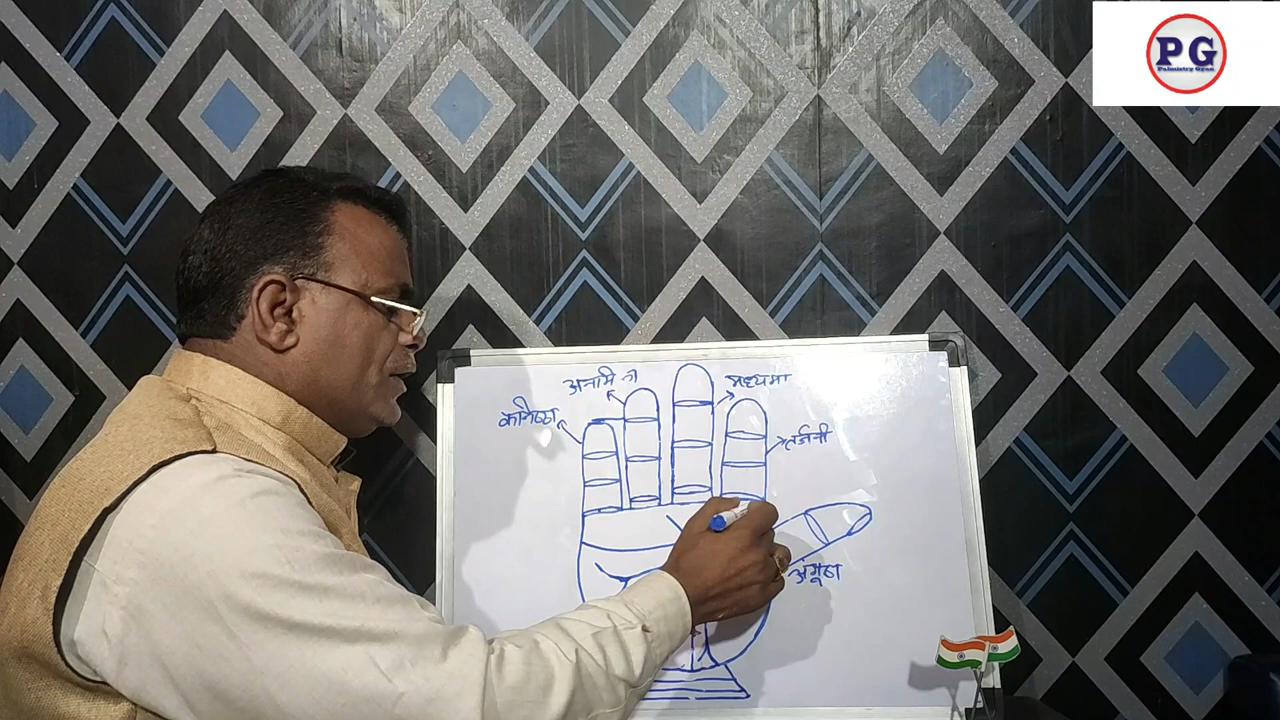 PG
Palmistry Gyan
अनामिका
मध्यमा
कनिष्ठा
तर्जनी
अंगूठा